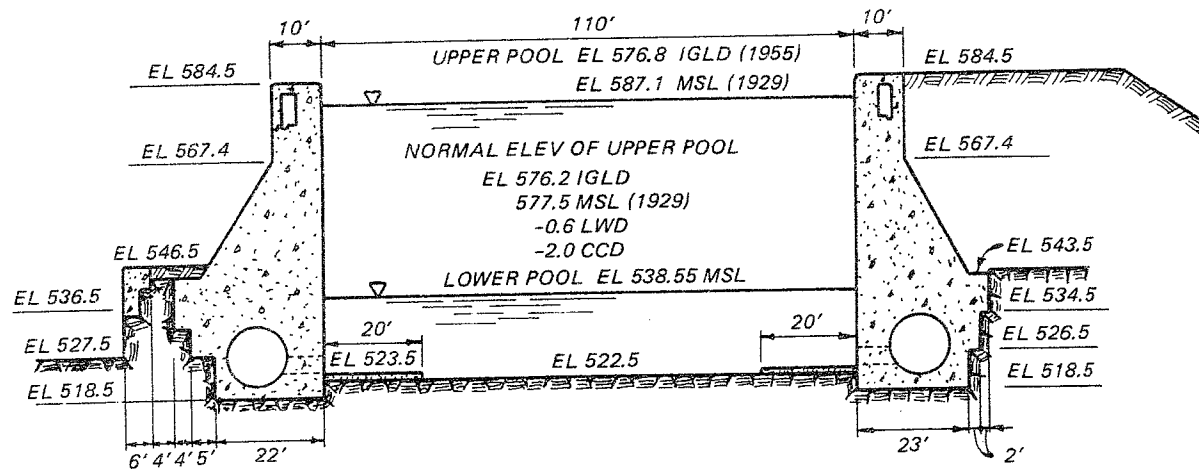 10'
110'
10'
UPPER POOL EL 576.8 IGLD (1955)
EL 587.1 MSL (1929)
EL 584.5
EL 584.5
EL 567.4
NORMAL ELEV OF UPPER POOL
EL 567.4
EL 576.2 IGLD
577.5 MSL (1929)
-0.6 LWD
-2.0 CCD
EL 546.5
EL 543.5
LOWER POOL EL 538.55 MSL
EL 536.5
EL 534.5
20'
20'
EL 527.5
EL 523.5
EL 522.5
EL 526.5
EL 518.5
EL 518.5
6' 4' 4' 5'
22'
23'
2'